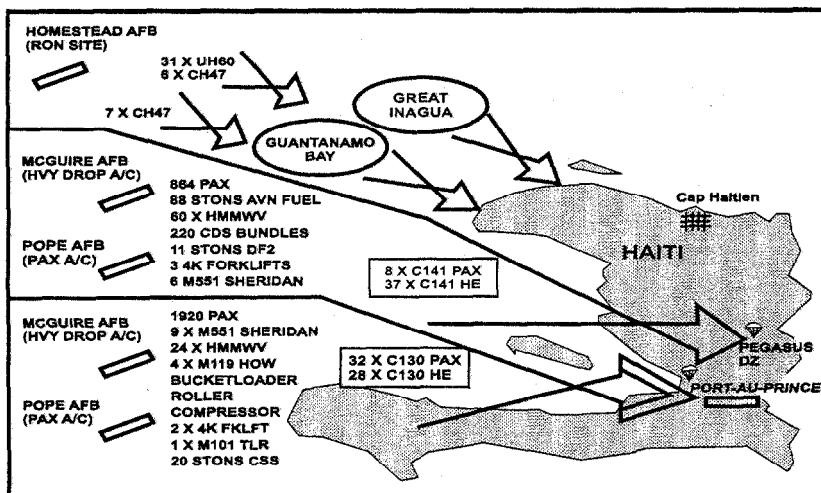 HOMESTEAD AFB
(RON SITE)
31 X UH60
6 X CH47
7 X CH47
GREAT
INAGUA
GUANTANAMO
BAY
MCGUIRE AFB
(HVY DROP A/C)
POPE AFB
(PAX A/C)
864 PAX
88 STONS AVN FUEL
60 X HMMWV
220 CDS BUNDLES
11 STONS DF2
3 4K FORKLIFTS
6 M551 SHERIDAN
Cap Haitien
HAITI
8 X C141 PAX
37 X C141 HE
PEGASUS
DZ
MCGUIRE AFB
(HVY DROP A/C)
POPE AFB
(PAX A/C)
1920 PAX
9 X M551 SHERIDAN
24 X HMMWV
4 X M119 HOW
BUCKETLOADER
ROLLER
COMPRESSOR
2 X 4K FKLFT
1 X M101 TLR
20 STONS CSS
32 X C130 PAX
28 X C130 HE
PORT-AU-PRINCE